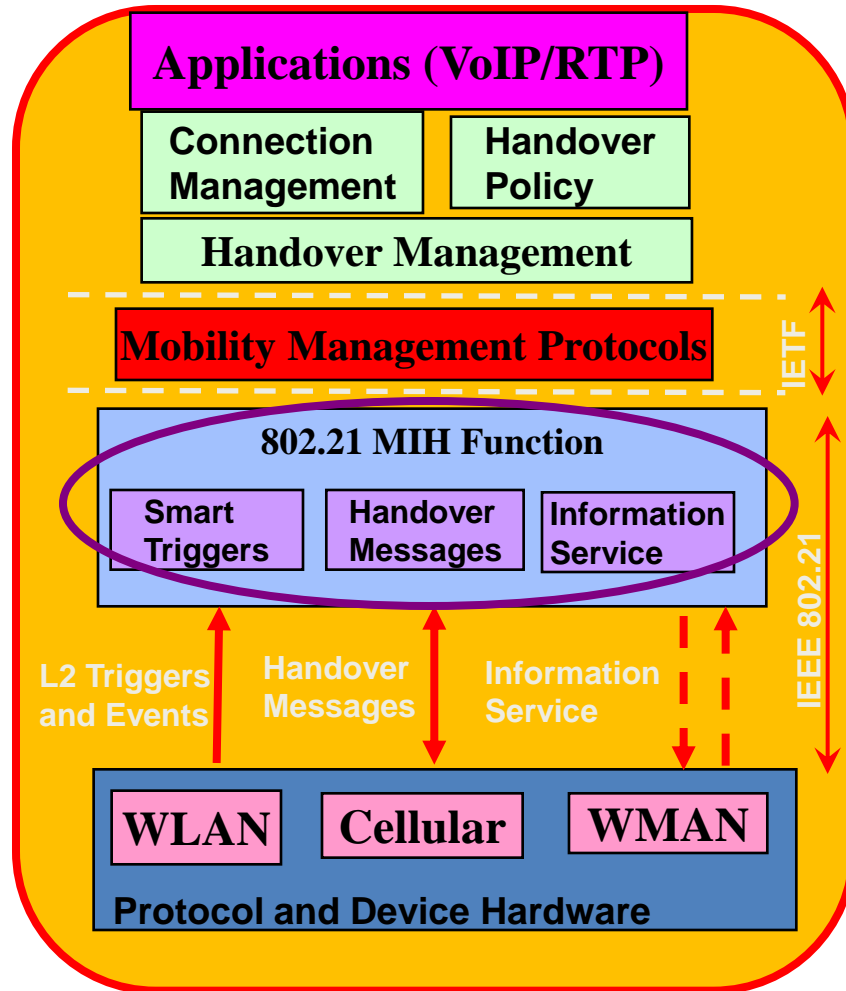 Applications (VoIP/RTP)
Connection
Management
Handover
Policy
Handover Management
Mobility Management Protocols
IETF
802.21 MIH Function
Smart
Triggers
Handover
Messages
Information
Service
IEEE 802.21
L2 Triggers
and Events
Handover
Messages
Information
Service
WLAN
Cellular
WMAN
Protocol and Device Hardware